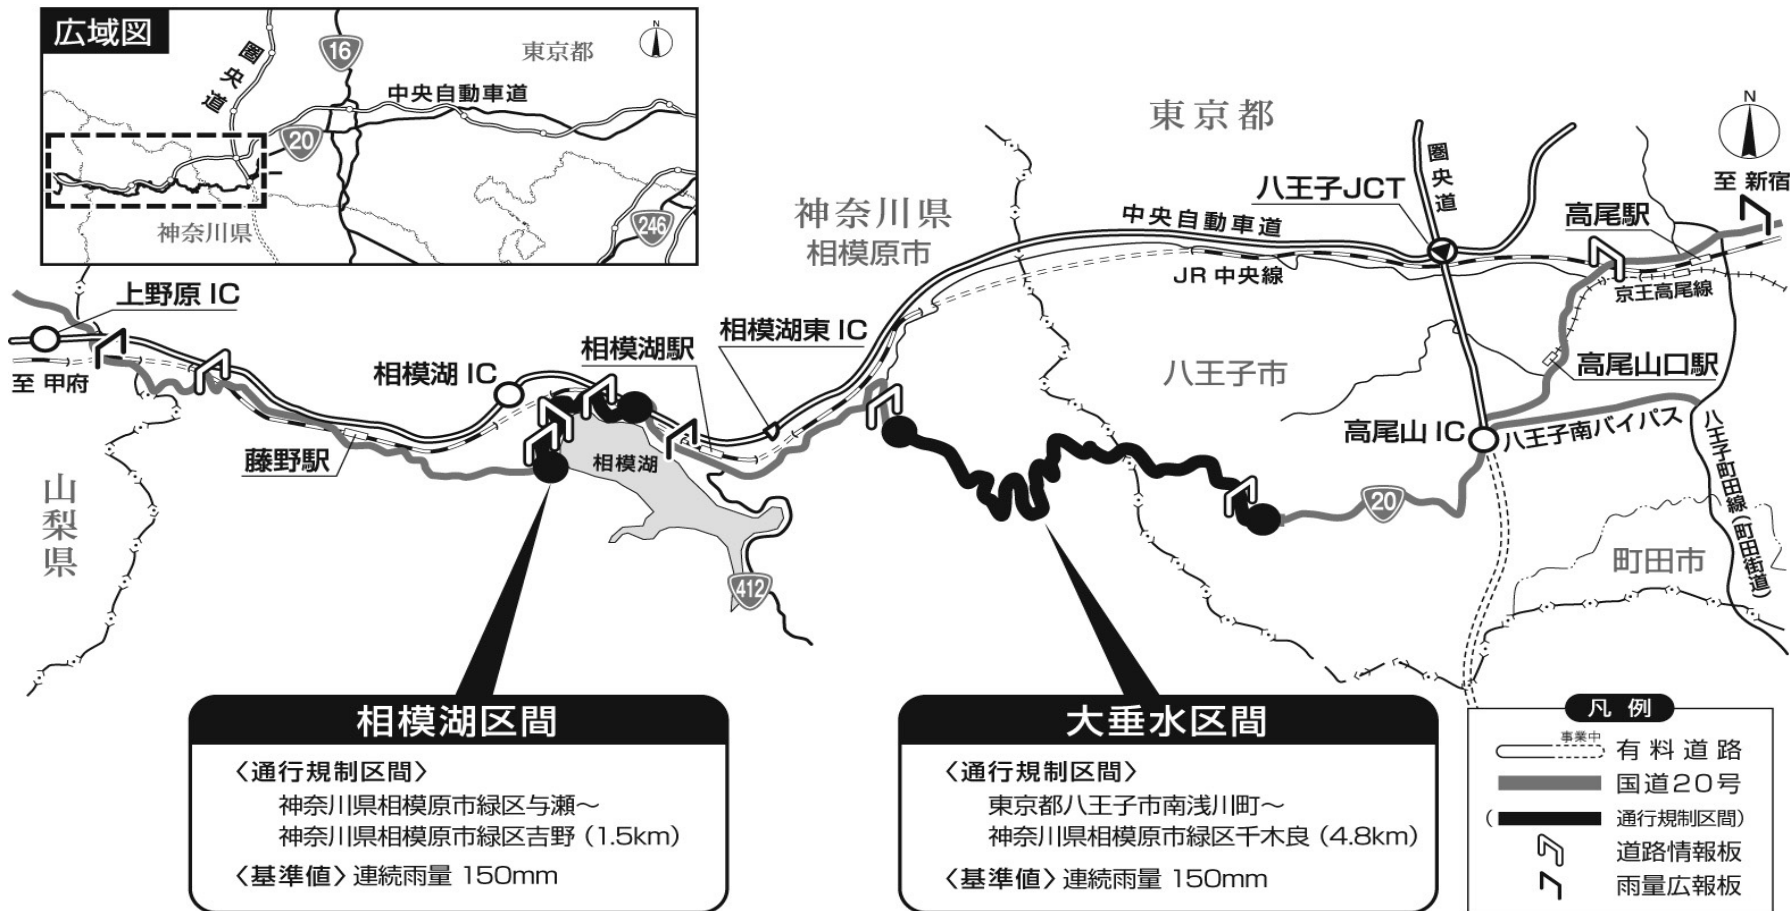 広域図
圏央道
16
東京都
N
中央自動車道
20
神奈川県
246
東京都
N
至 新宿
圏央道
八王子JCT
高尾駅
神奈川県
相模原市
中央自動車道
JR 中央線
京王高尾線
上野原 IC
至 甲府
相模湖 IC
相模湖駅
相模湖東 IC
八王子市
高尾山口駅
高尾山 IC
八王子南バイパス
藤野駅
相模湖
20
八王子町田線(町田街道)
山梨県
412
町田市
相模湖区間
〈通行規制区間〉
神奈川県相模原市緑区与瀬〜
神奈川県相模原市緑区吉野 (1.5km)
〈基準値〉連続雨量 150mm
大垂水区間
〈通行規制区間〉
東京都八王子市南浅川町〜
神奈川県相模原市緑区千木良 (4.8km)
〈基準値〉連続雨量 150mm
凡 例
事業中
有 料 道 路
国道20号
( 通行規制区間)
道路情報板
雨量広報板